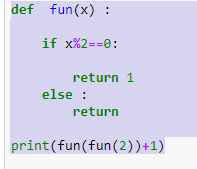 def  fun(x) :
    if x%2==0:
        return 1
    else :
        return
print(fun(fun(2))+1)